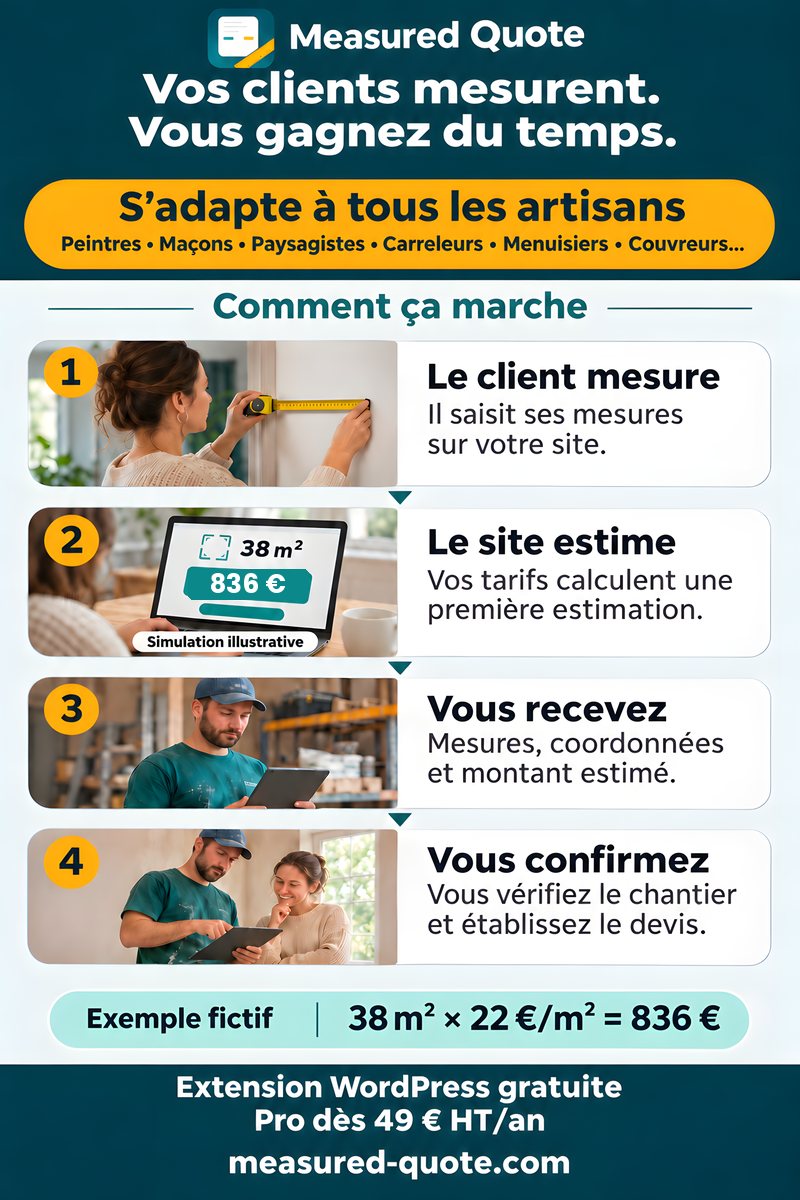 Measured Quote
Vos clients mesurent.
Vous gagnez du temps.
S'adapte à tous les artisans
Peintres • Maçons • Paysagistes • Carreleurs • Menuisiers • Couvreurs...
Comment ça marche
1
Le client mesure
Il saisit ses mesures
sur votre site.
2
38 m²
836 €
Simulation illustrative
Le site estime
Vos tarifs calculent une
première estimation.
3
Vous recevez
Mesures, coordonnées
et montant estimé.
4
Vous confirmez
Vous vérifiez le chantier
et établissez le devis.
Exemple fictif | 38 m² × 22 €/m² = 836 €
Extension WordPress gratuite
Pro dès 49 € HT/an
measured-quote.com